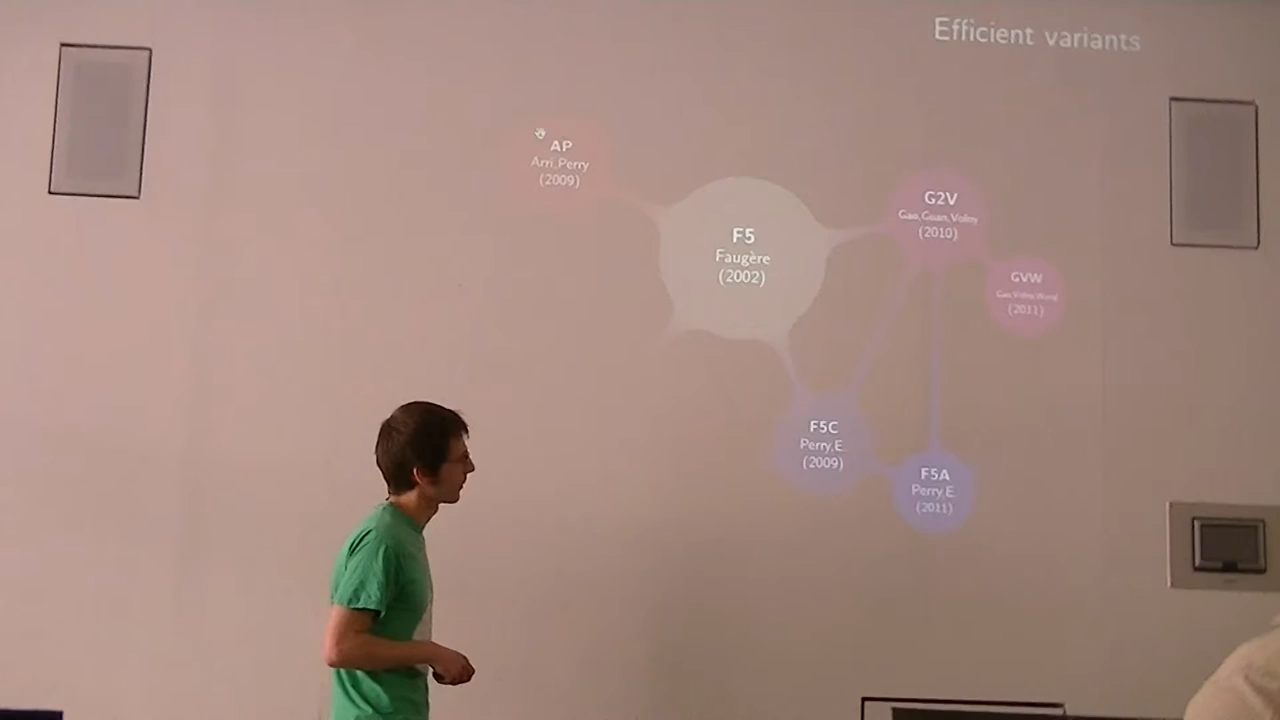 Efficient variants
AP
Arri,Perry
(2009)
F5
Faugère
(2002)
G2V
Gao,Guan,Volny
(2010)
GVW
(2011)
F5C
Perry,E.
(2009)
F5A
Perry,E.
(2011)